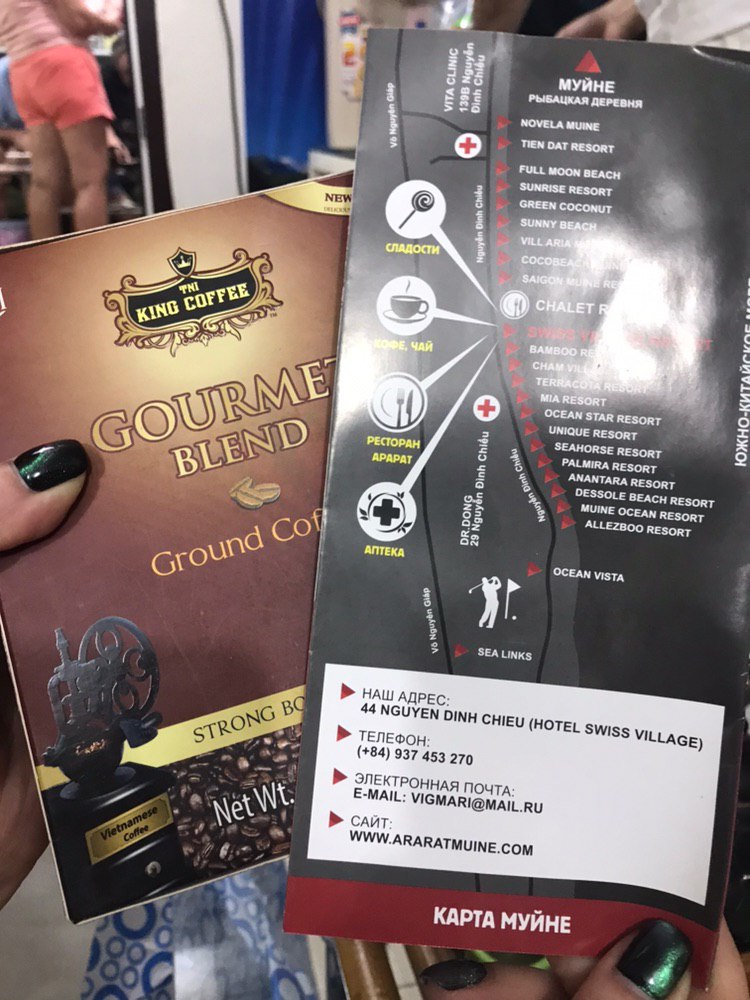 NEW
TNI
KING COFFEE
GOURMET
BLEND
Ground
STRONG
Net Wt.
Vietnamese
Coffee
МУЙНЕ
РЫБАЦКАЯ ДЕРЕВНЯ
Võ Nguyên Giáp
VITA CLINIC
139B Nguyễn
Đình Chiểu
NOVELA MUINE
TIEN DAT RESORT
FULL MOON BEACH
SUNRISE RESORT
GREEN COCONUT
SUNNY BEACH
VILL ARIA
SAIGON MUINE
CHALET
SWISS
BAMBOO
CHAM
TERRACOTA RESORT
MIA RESORT
OCEAN STAR RESORT
UNIQUE RESORT
SEAHORSE RESORT
PALMIRA RESORT
ANANTARA RESORT
DESSOLE BEACH RESORT
MUINE OCEAN RESORT
ALLEZBOO RESORT
OCEAN VISTA
SEA LINKS
Nguyễn Đình Chiểu
СЛАДОСТИ
КОФЕ, ЧАЙ
РЕСТОРАН
АРАРАТ
АПТЕКА
DR.DONG
29 Nguyễn Đình Chiểu
Nguyễn Đình Chiểu
Võ Nguyên Giáp
ЮЖНО-КИТАЙСКОЕ
НАШ АДРЕС:
44 NGUYEN DINH CHIEU (HOTEL SWISS VILLAGE)
ТЕЛЕФОН:
(+84) 937 453 270
ЭЛЕКТРОННАЯ ПОЧТА:
E-MAIL: VIGMARI@MAIL.RU
САЙТ:
WWW.ARARATMUINE.COM
КАРТА МУЙНЕ